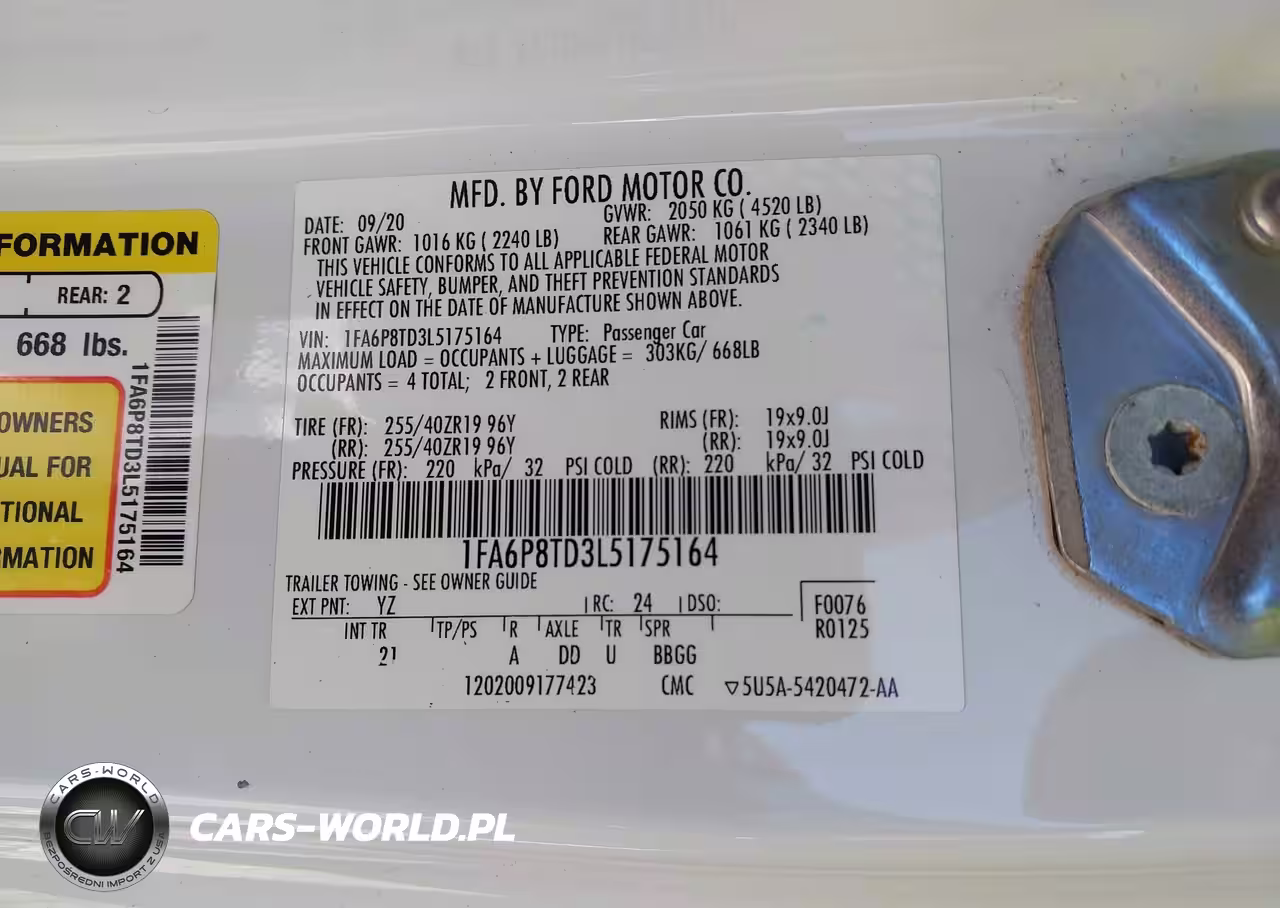 FORMATION
REAR: 2
668 lbs.
OWNERS
UAL FOR
TIONAL
RMATION
1FA6P8TD3L5175164
MFD. BY FORD MOTOR CO.
DATE: 09/20 GVWR: 2050 KG ( 4520 LB)
FRONT GAWR: 1016 KG ( 2240 LB) REAR GAWR: 1061 KG ( 2340 LB)
THIS VEHICLE CONFORMS TO ALL APPLICABLE FEDERAL MOTOR
VEHICLE SAFETY, BUMPER, AND THEFT PREVENTION STANDARDS
IN EFFECT ON THE DATE OF MANUFACTURE SHOWN ABOVE.
VIN: 1FA6P8TD3L5175164 TYPE: Passenger Car
MAXIMUM LOAD = OCCUPANTS + LUGGAGE = 303KG/ 668LB
OCCUPANTS = 4 TOTAL; 2 FRONT, 2 REAR
TIRE (FR): 255/40ZR19 96Y RIMS (FR): 19x9.0J
(RR): 255/40ZR19 96Y (RR): 19x9.0J
PRESSURE (FR): 220 kPa/ 32 PSI COLD (RR): 220 kPa/ 32 PSI COLD
1FA6P8TD3L5175164
TRAILER TOWING - SEE OWNER GUIDE
EXT PNT: YZ RC: 24 DSO: F0076
INT TR TP/PS R AXLE TR SPR R0125
21 A DD U BBGG
1202009177423 CMC ▽5U5A-5420472-AA
CARS-WORLD
CW
BEZPOŚREDNI IMPORT Z USA
CARS-WORLD.PL